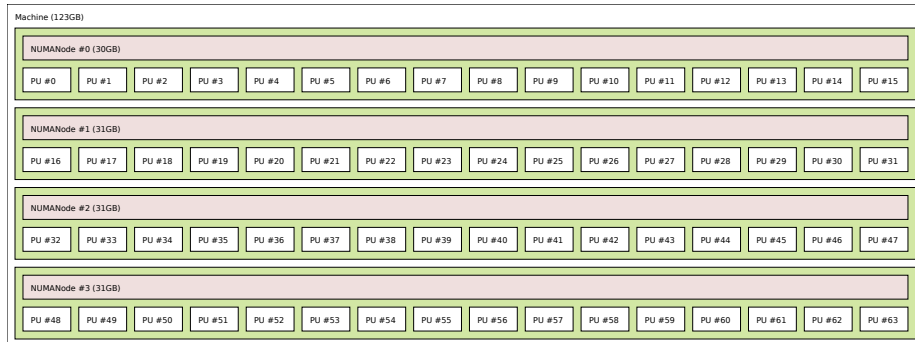 Machine (123GB)
NUMANode #0 (30GB)
PU #0 PU #1 PU #2 PU #3 PU #4 PU #5 PU #6 PU #7 PU #8 PU #9 PU #10 PU #11 PU #12 PU #13 PU #14 PU #15
NUMANode #1 (31GB)
PU #16 PU #17 PU #18 PU #19 PU #20 PU #21 PU #22 PU #23 PU #24 PU #25 PU #26 PU #27 PU #28 PU #29 PU #30 PU #31
NUMANode #2 (31GB)
PU #32 PU #33 PU #34 PU #35 PU #36 PU #37 PU #38 PU #39 PU #40 PU #41 PU #42 PU #43 PU #44 PU #45 PU #46 PU #47
NUMANode #3 (31GB)
PU #48 PU #49 PU #50 PU #51 PU #52 PU #53 PU #54 PU #55 PU #56 PU #57 PU #58 PU #59 PU #60 PU #61 PU #62 PU #63